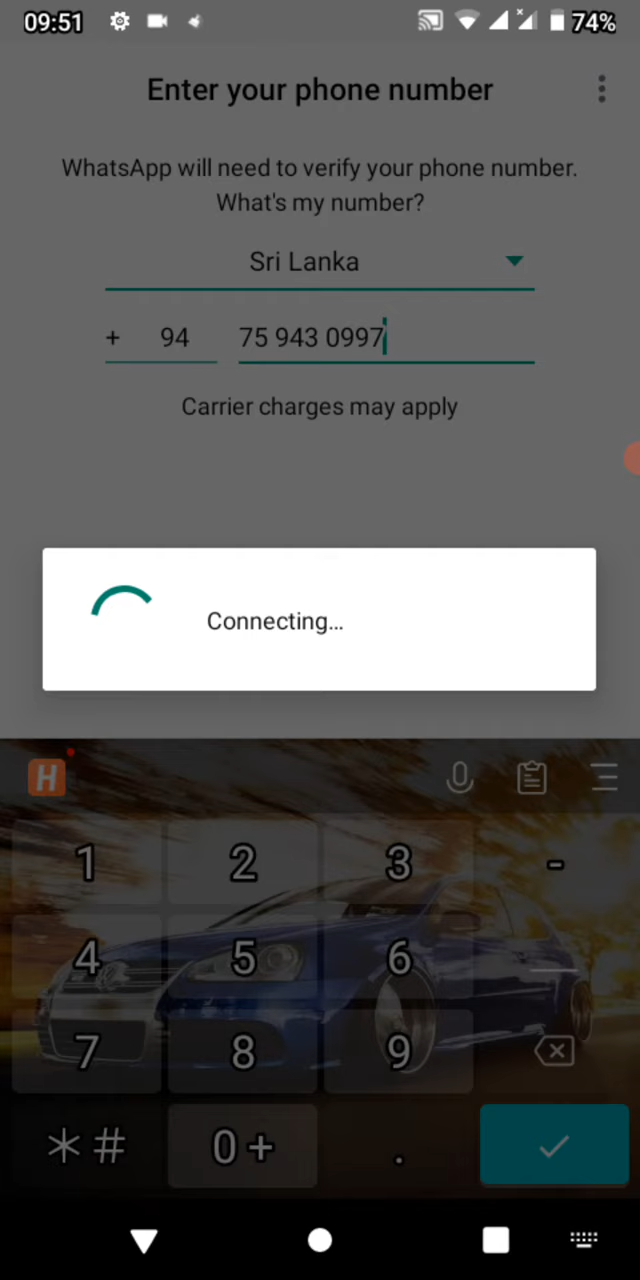 09:51 74%
Enter your phone number
WhatsApp will need to verify your phone number.
What's my number?
Sri Lanka
+ 94 75 943 0997
Carrier charges may apply
Connecting...
H
1 2 3 -
4 5 6
7 8 9
*# 0+ .